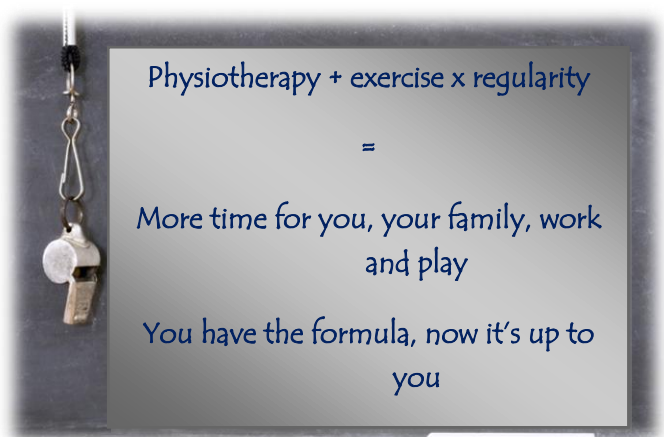 Physiotherapy + exercise x regularity
=
More time for you, your family, work
and play
You have the formula, now it's up to
you